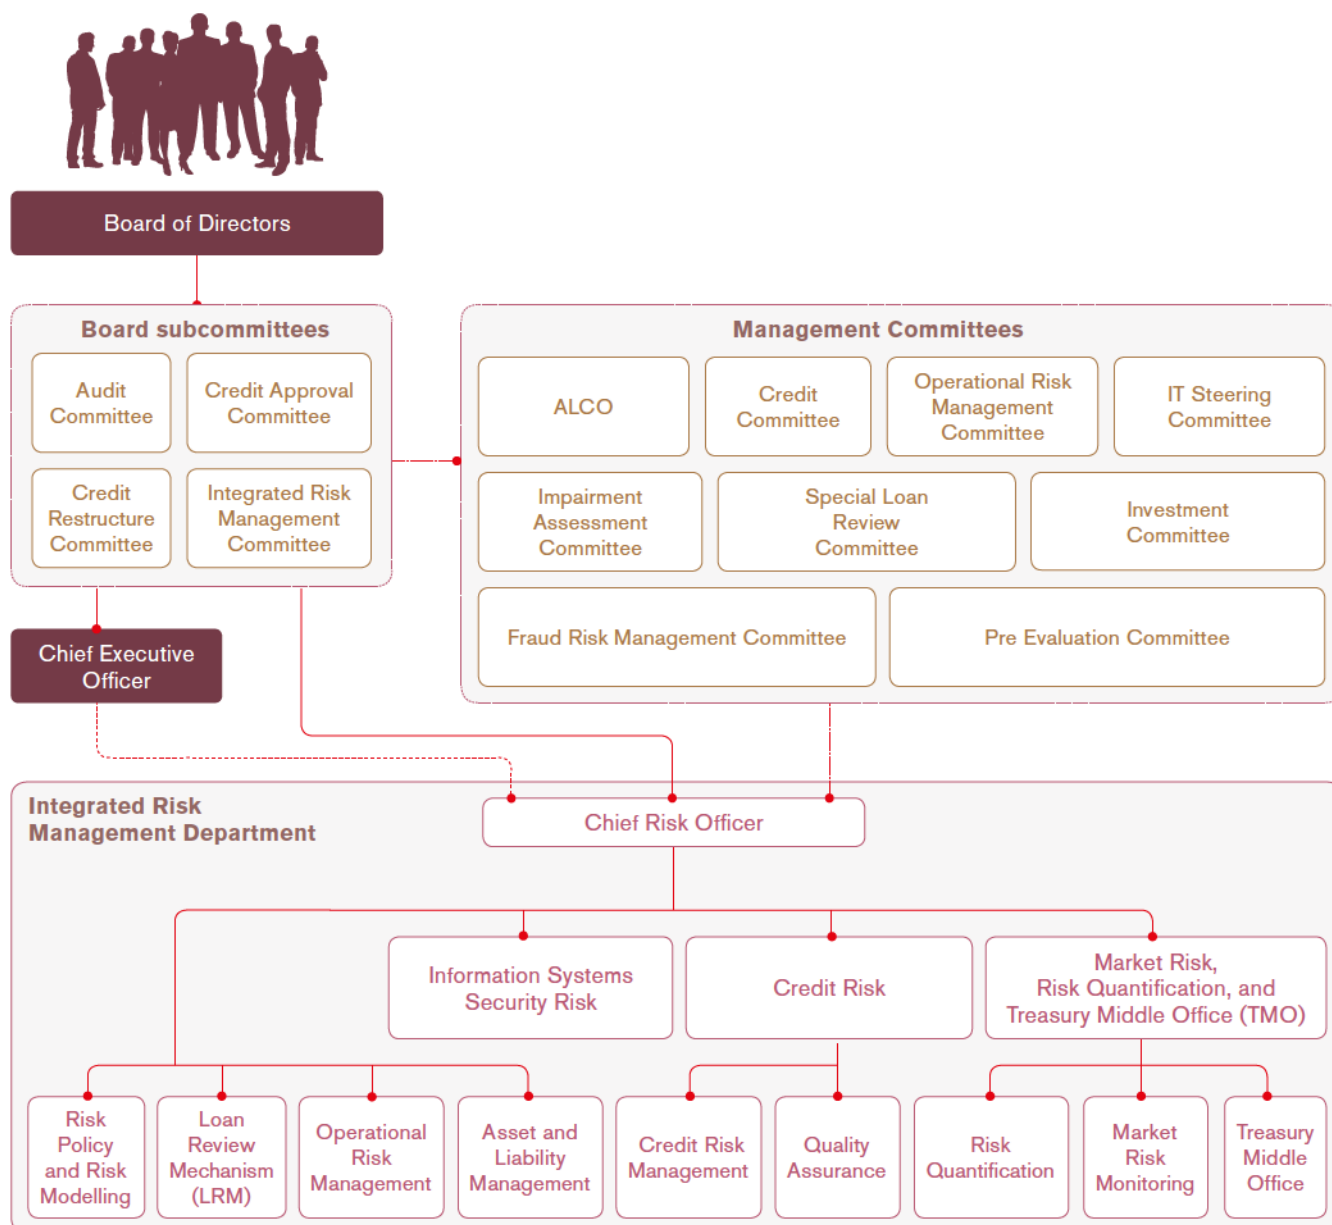 Board of Directors
Board subcommittees
Audit
Committee
Credit Approval
Committee
Credit
Restructure
Committee
Integrated Risk
Management
Committee
Management Committees
ALCO
Credit
Committee
Operational Risk
Management
Committee
IT Steering
Committee
Impairment
Assessment
Committee
Special Loan
Review
Committee
Investment
Committee
Fraud Risk Management Committee
Pre Evaluation Committee
Chief Executive
Officer
Integrated Risk
Management Department
Chief Risk Officer
Information Systems
Security Risk
Credit Risk
Market Risk,
Risk Quantification, and
Treasury Middle Office (TMO)
Risk
Policy
and Risk
Modelling
Loan
Review
Mechanism
(LRM)
Operational
Risk
Management
Asset and
Liability
Management
Credit Risk
Management
Quality
Assurance
Risk
Quantification
Market
Risk
Monitoring
Treasury
Middle
Office